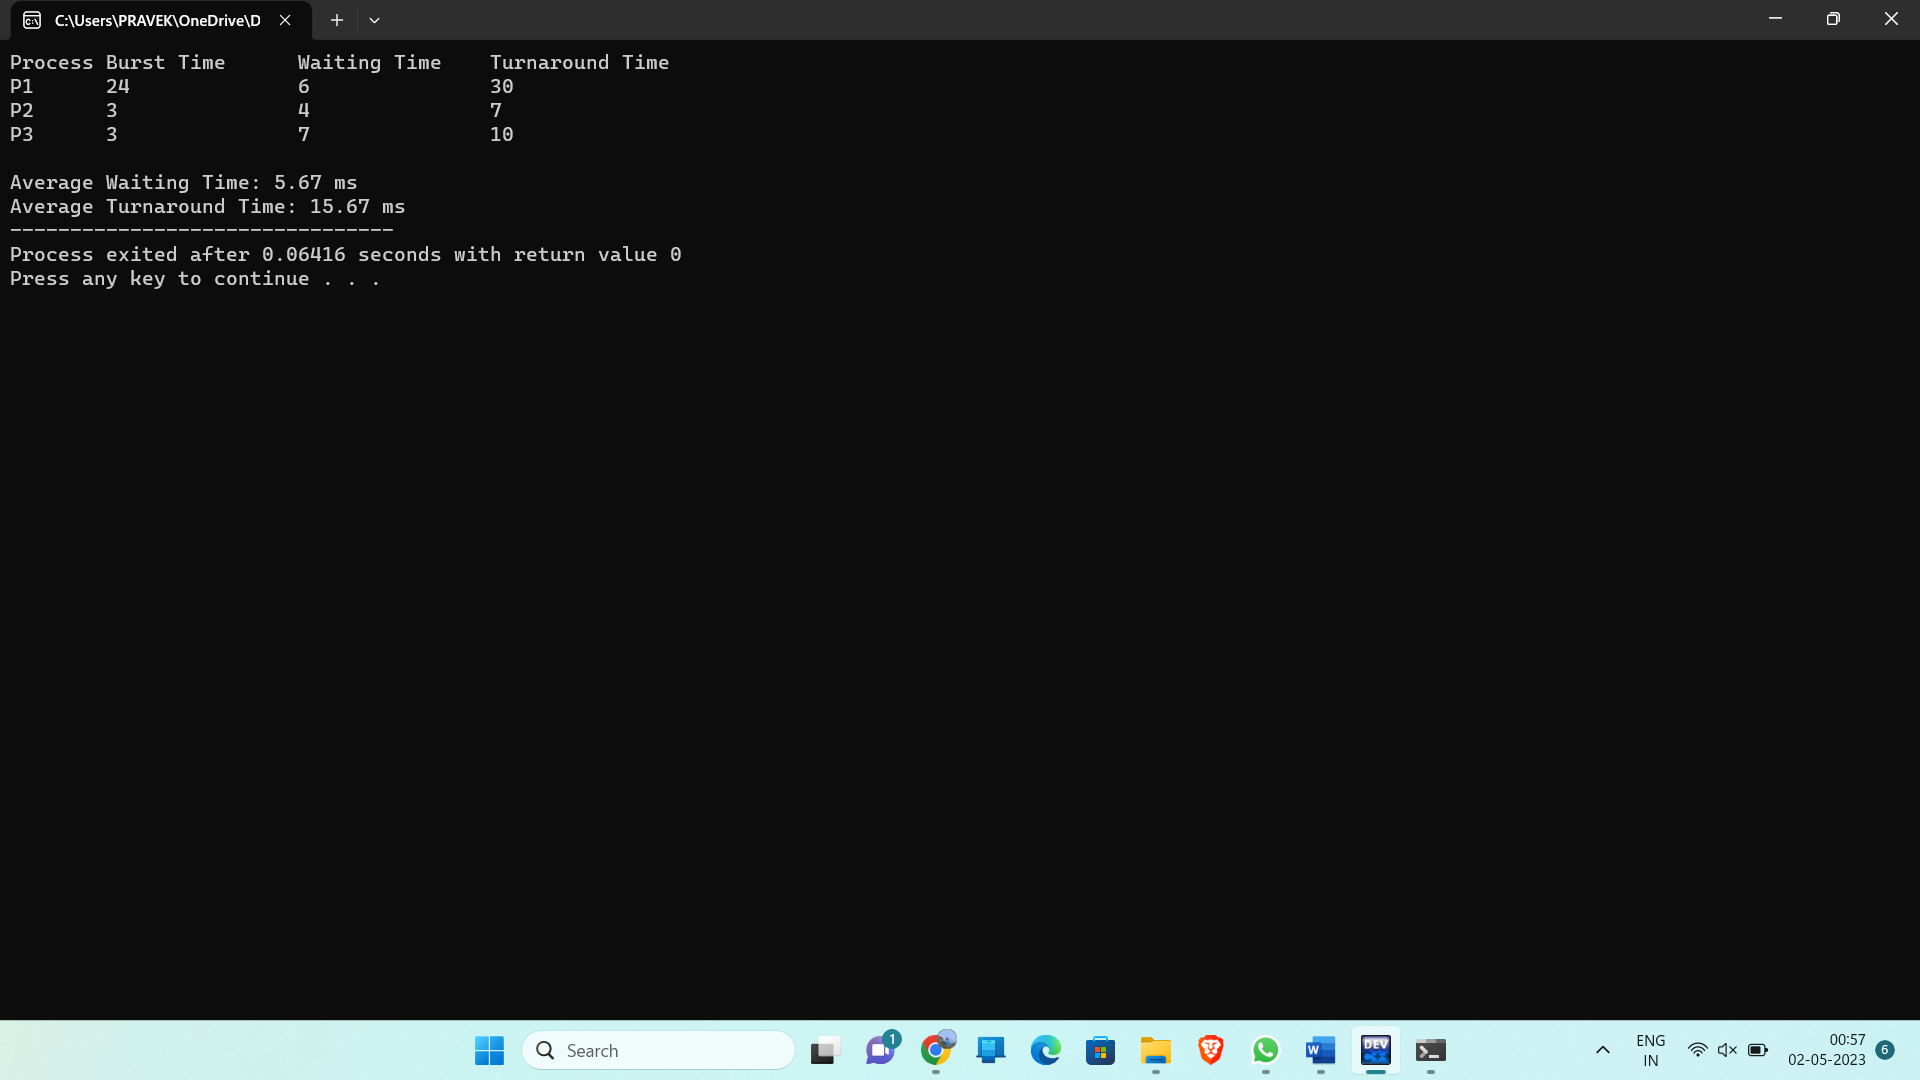 C:\Users\PRAVEK\OneDrive\D
Process Burst Time Waiting Time Turnaround Time
P1 24 6 30
P2 3 4 7
P3 3 7 10
Average Waiting Time: 5.67 ms
Average Turnaround Time: 15.67 ms
--------------------------------
Process exited after 0.06416 seconds with return value 0
Press any key to continue . . .
Search
1
W
DEV
C++
ENG
IN
00:57
02-05-2023
6